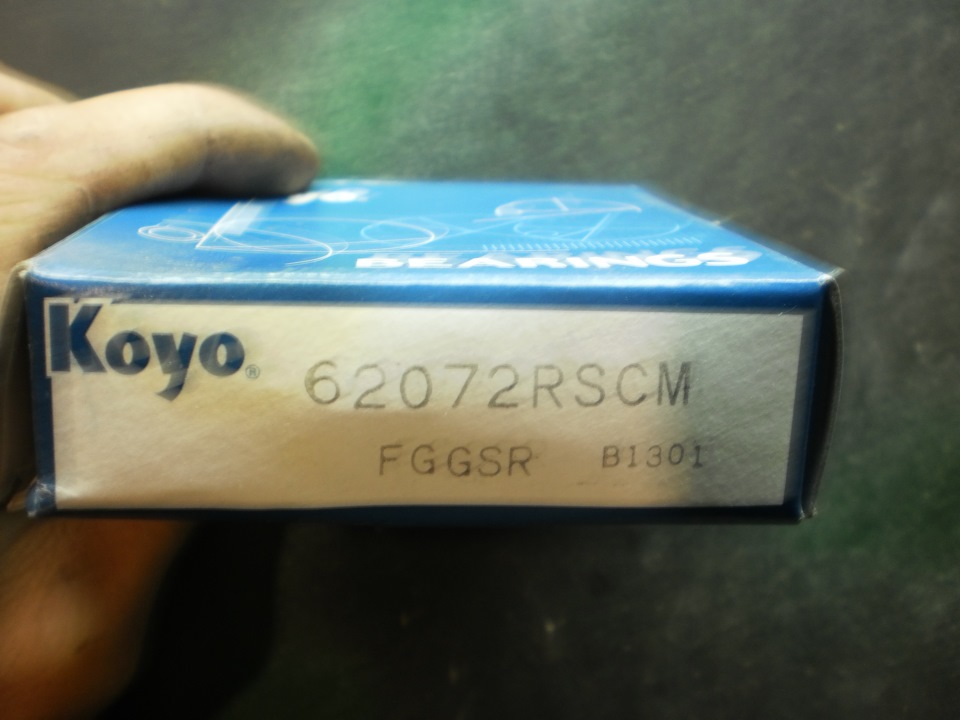 BEARINGS
Koyo®
62072RSCM
FGGSR B1301